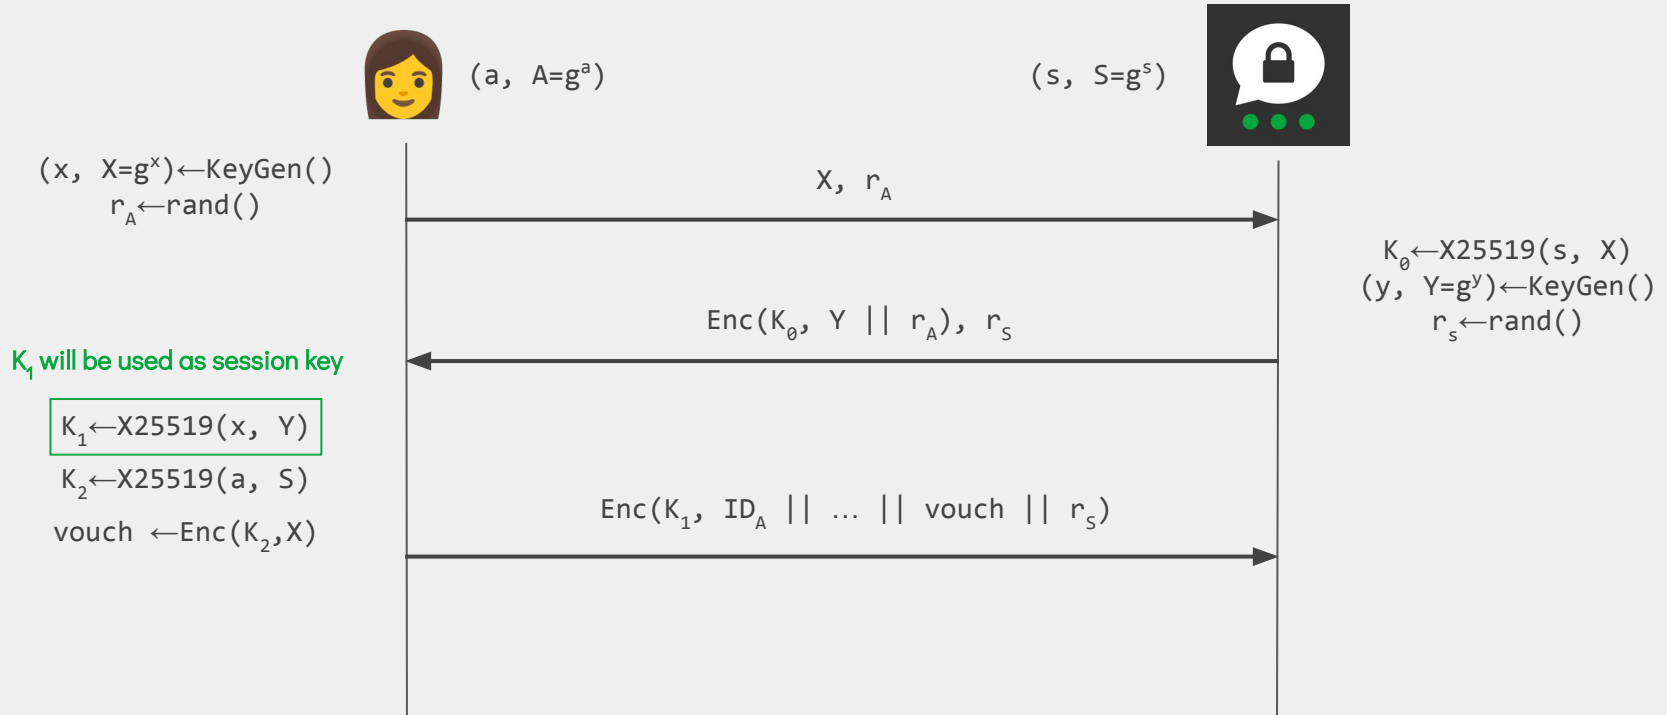 (a, A=gᵃ)
(s, S=gˢ)
(x, X=gˣ)←KeyGen()
r_A←rand()
X, r_A
K₀←X25519(s, X)
(y, Y=gʸ)←KeyGen()
r_s←rand()
Enc(K₀, Y || r_A), r_S
K₁ will be used as session key
K₁←X25519(x, Y)
K₂←X25519(a, S)
vouch ←Enc(K₂,X)
Enc(K₁, ID_A || … || vouch || r_S)